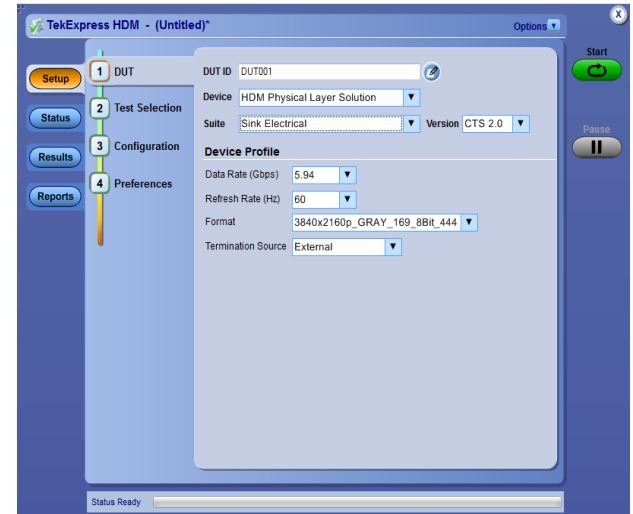 TekExpress HDM - (Untitled)*
Options
X
Start
Setup
Status
Results
Reports
1 DUT
2 Test Selection
3 Configuration
4 Preferences
DUT ID DUT001
Device HDM Physical Layer Solution
Suite Sink Electrical Version CTS 2.0
Device Profile
Data Rate (Gbps) 5.94
Refresh Rate (Hz) 60
Format 3840x2160p_GRAY_169_8Bit_444
Termination Source External
Pause
Status Ready